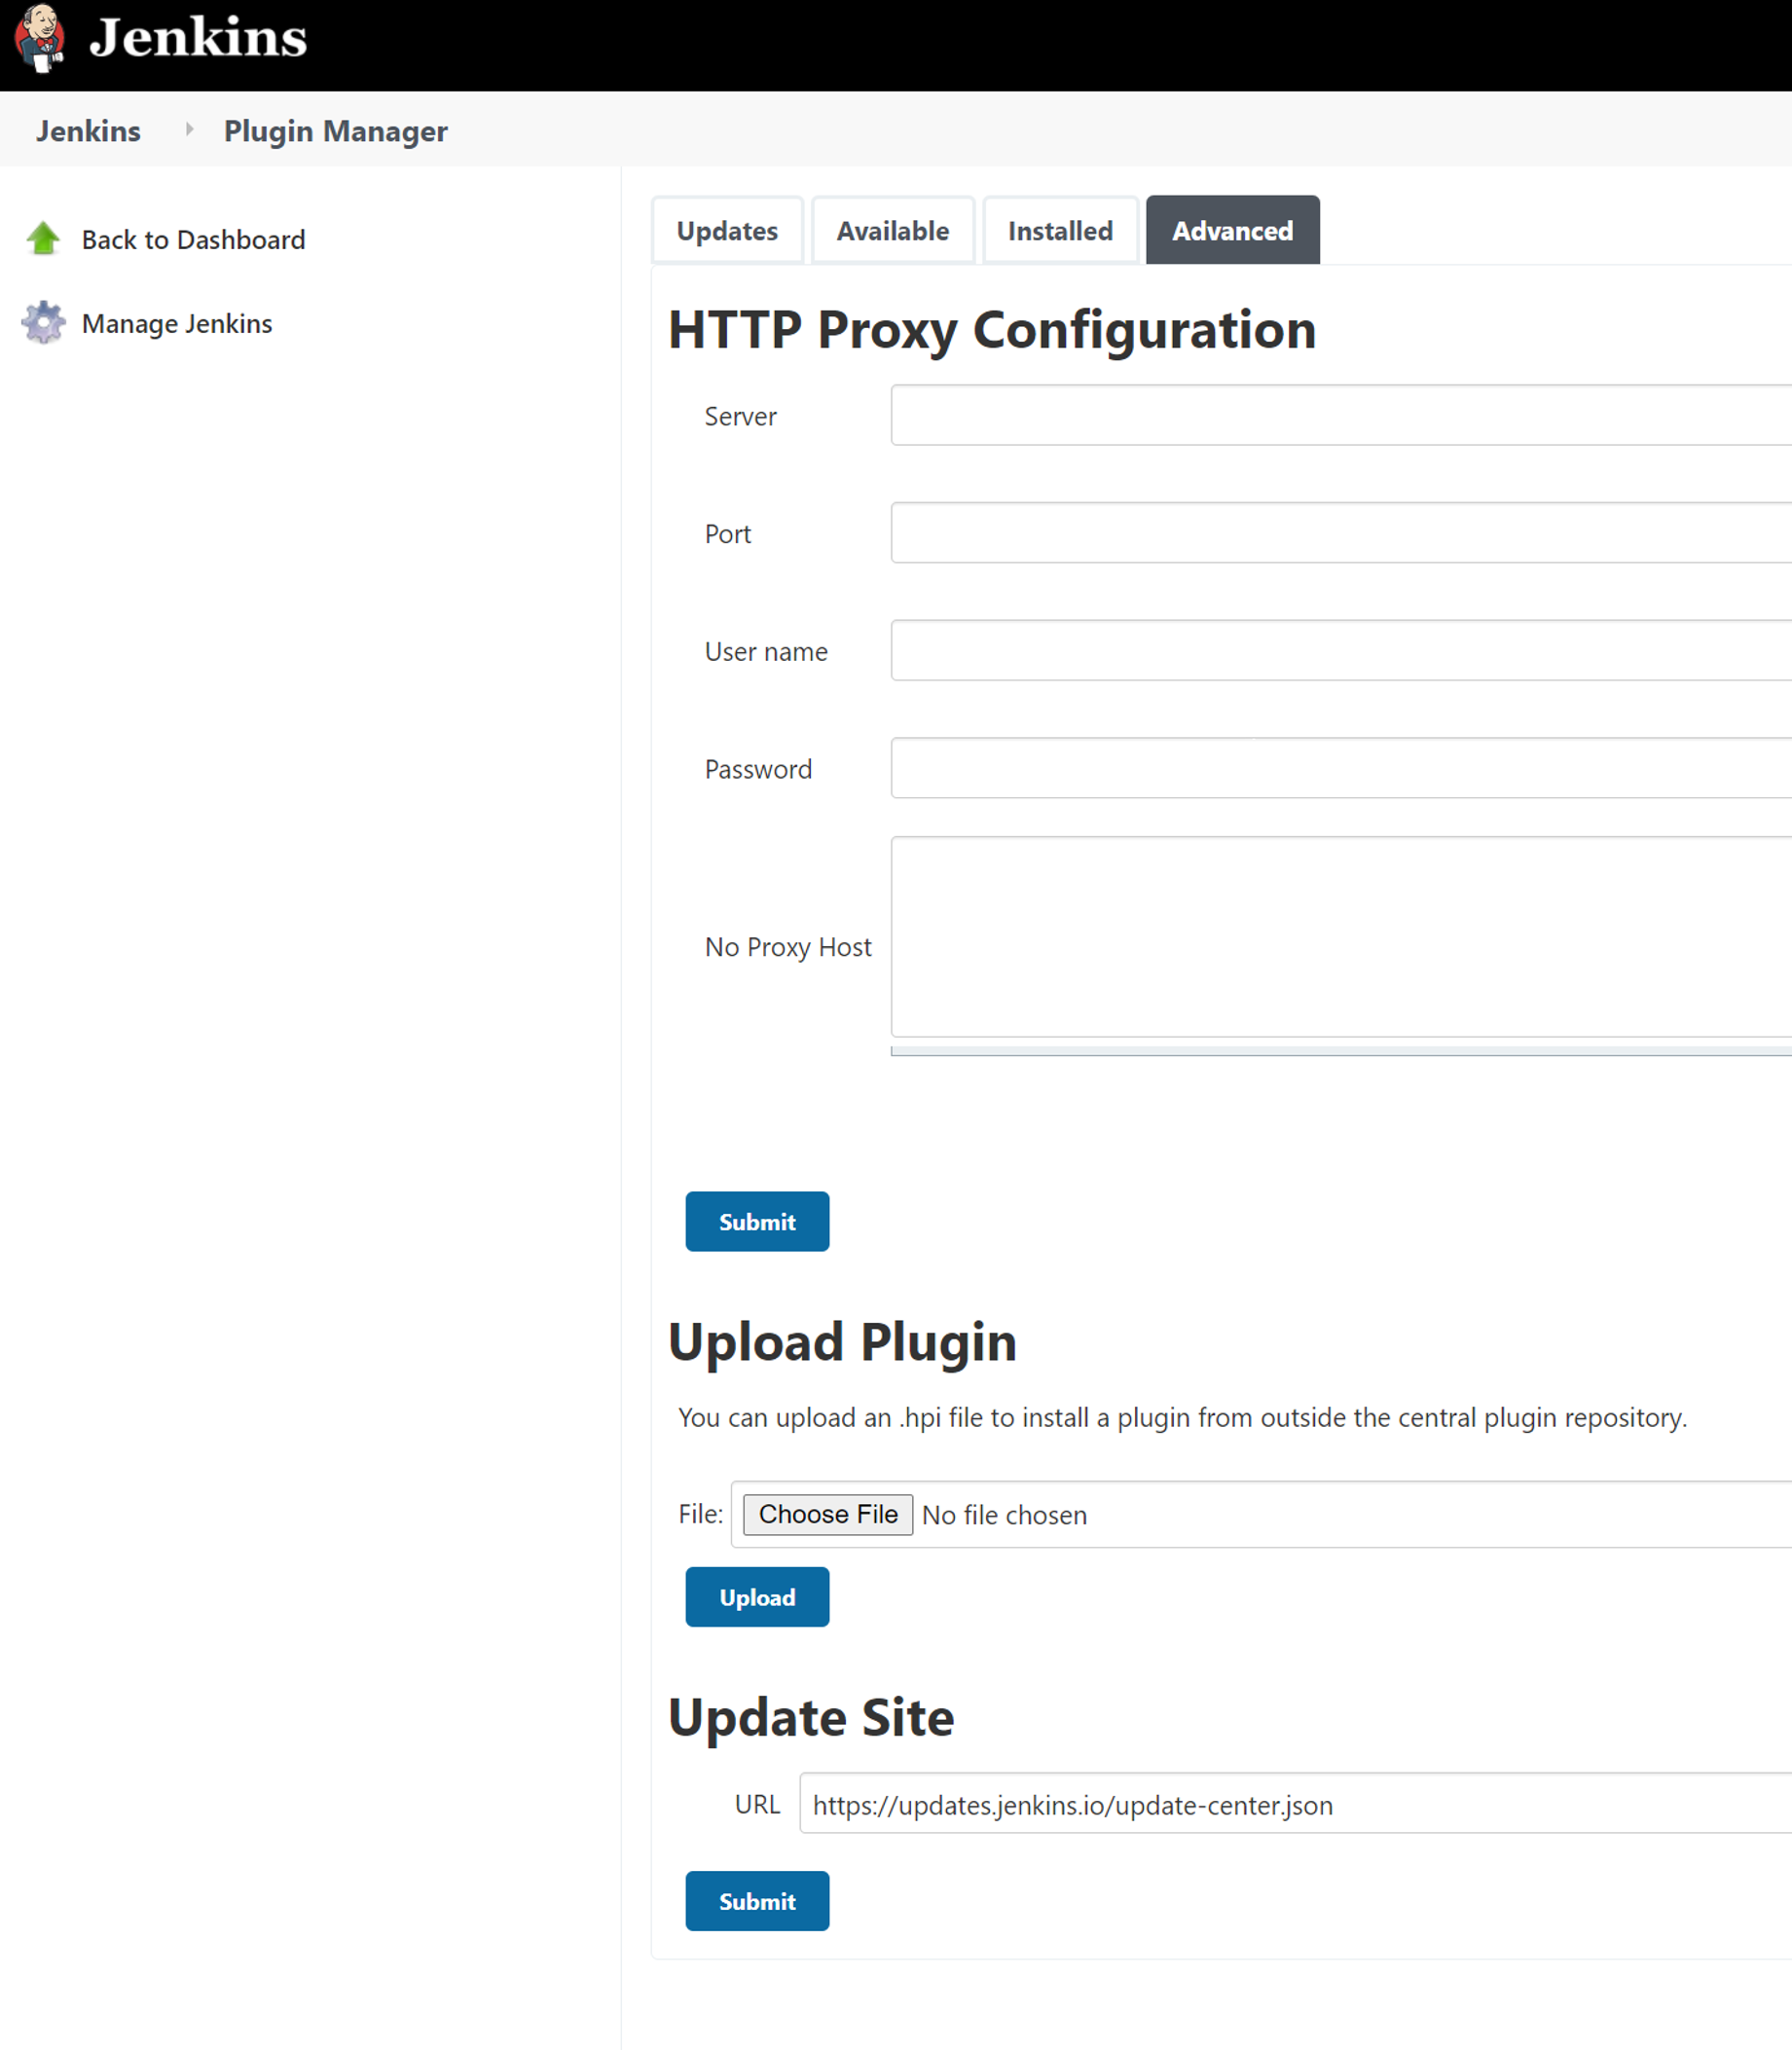 Jenkins
Jenkins Plugin Manager
Back to Dashboard
Manage Jenkins
Updates Available Installed Advanced
HTTP Proxy Configuration
Server
Port
User name
Password
No Proxy Host
Submit
Upload Plugin
You can upload an .hpi file to install a plugin from outside the central plugin repository.
File: Choose File No file chosen
Upload
Update Site
URL https://updates.jenkins.io/update-center.json
Submit